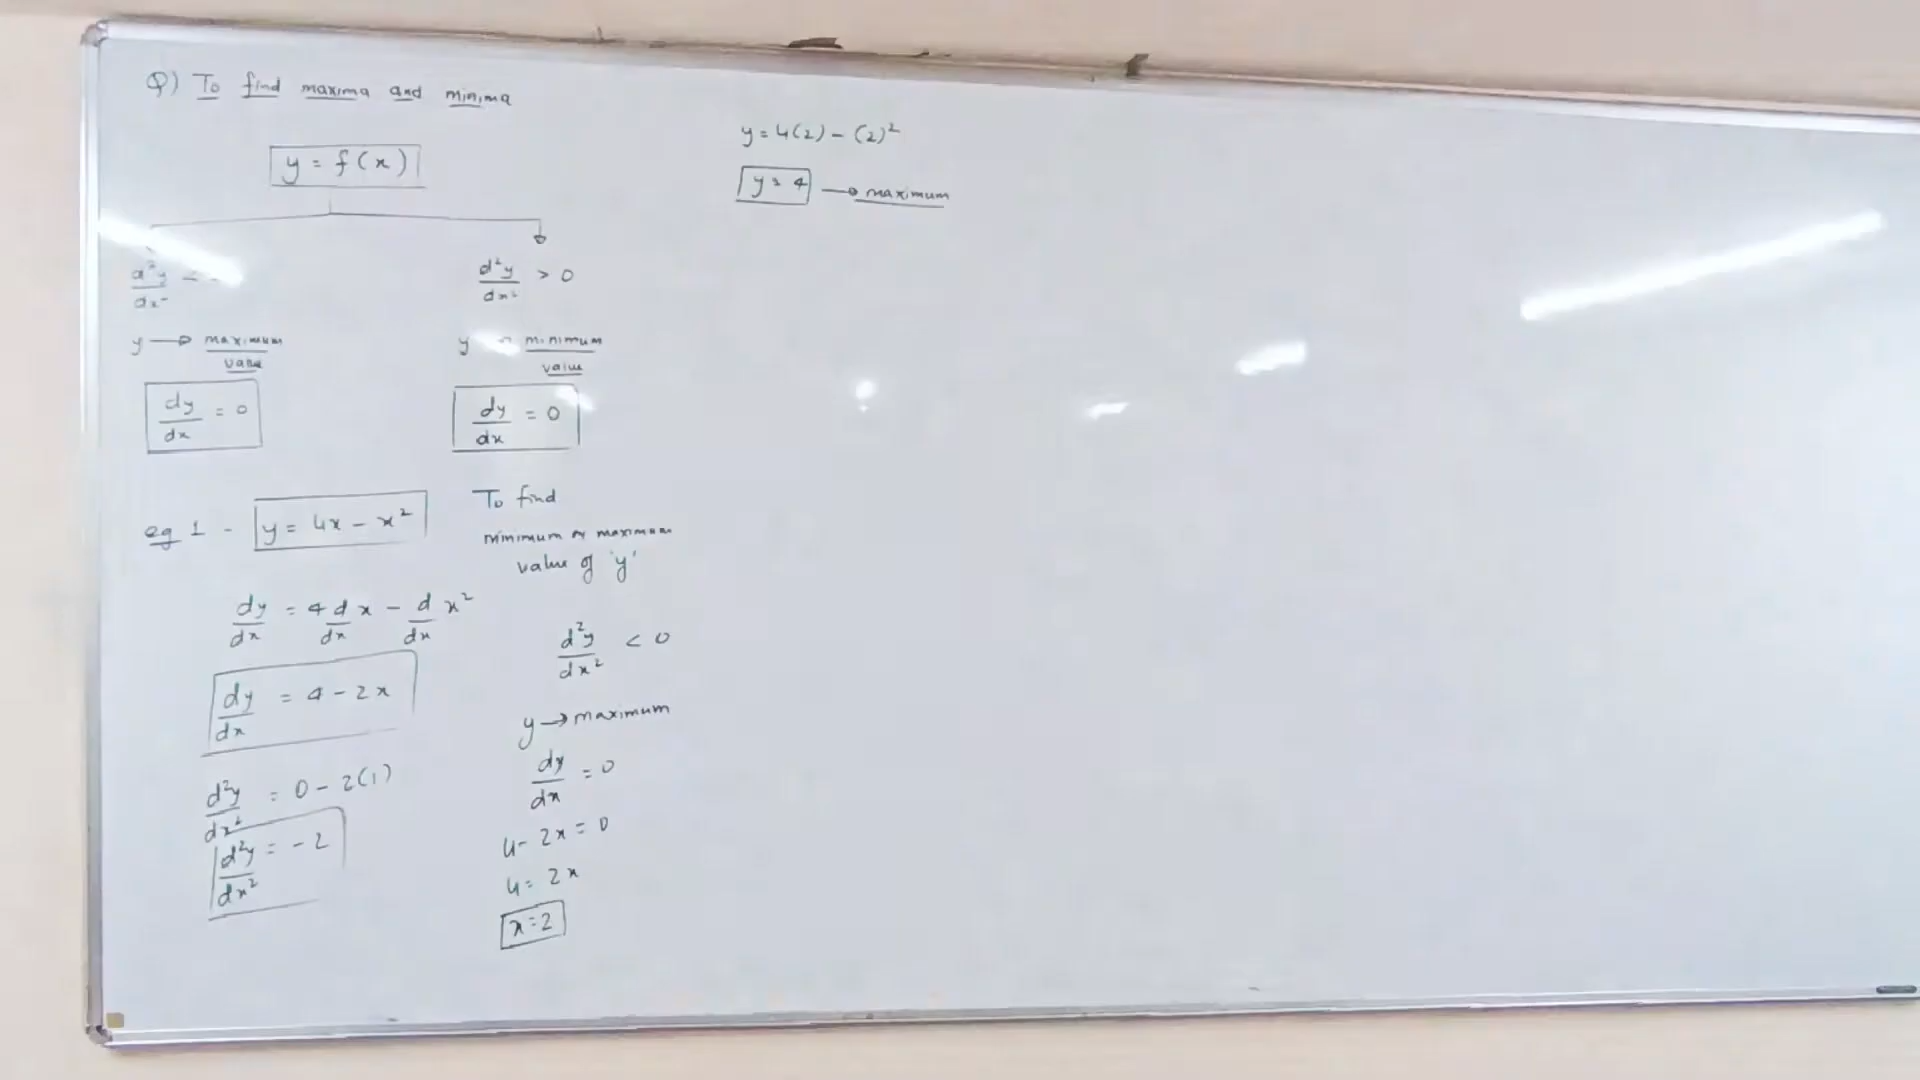 Q) To find maxima and minima
y = f(x)
d²y/dx² <
d²y/dx² > 0
y → maximum value
y minimum value
dy/dx = 0
dy/dx = 0
eg 1 - y = 4x - x²
To find
minimum or maximum
value of 'y'
dy/dx = 4 d/dx x - d/dx x²
dy/dx = 4 - 2x
d²y/dx² = 0 - 2(1)
d²y/dx² = -2
d²y/dx² < 0
y → maximum
dy/dx = 0
4 - 2x = 0
4 = 2x
x = 2
y = 4(2) - (2)²
y = 4 → maximum